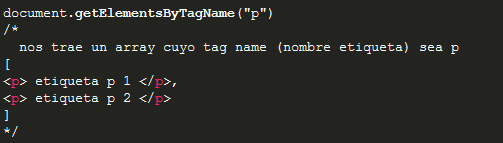 document.getElementsByTagName("p")
/*
nos trae un array cuyo tag name (nombre etiqueta) sea p
[
<p> etiqueta p 1 </p>,
<p> etiqueta p 2 </p>
]
*/